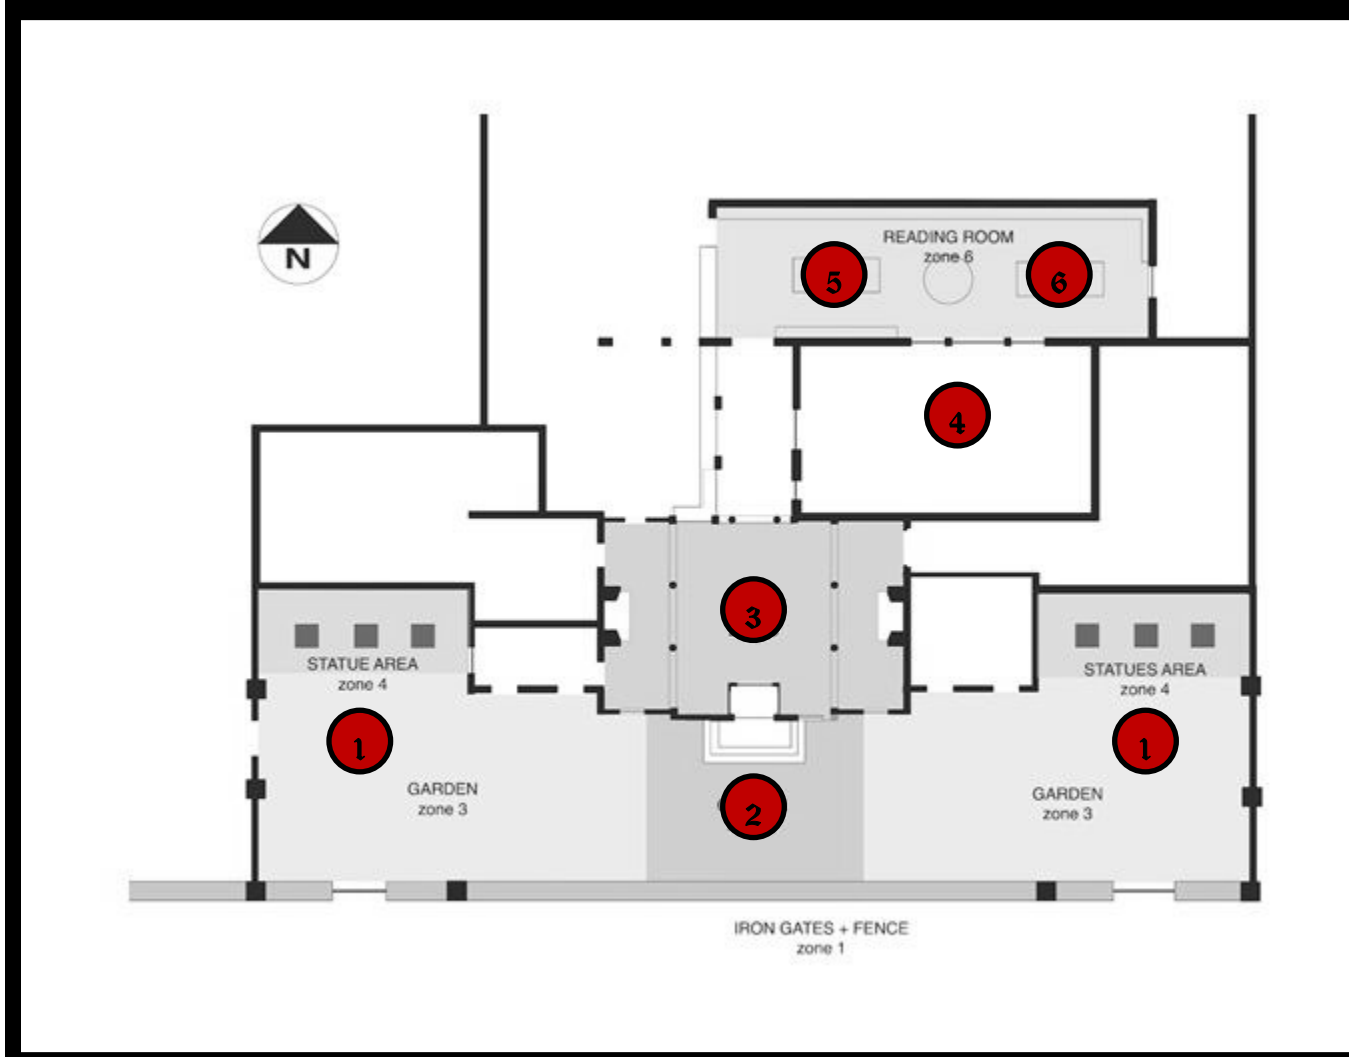 N
READING ROOM
zone 6
5
6
4
3
STATUE AREA
zone 4
STATUES AREA
zone 4
1
1
GARDEN
zone 3
GARDEN
zone 3
2
IRON GATES + FENCE
zone 1